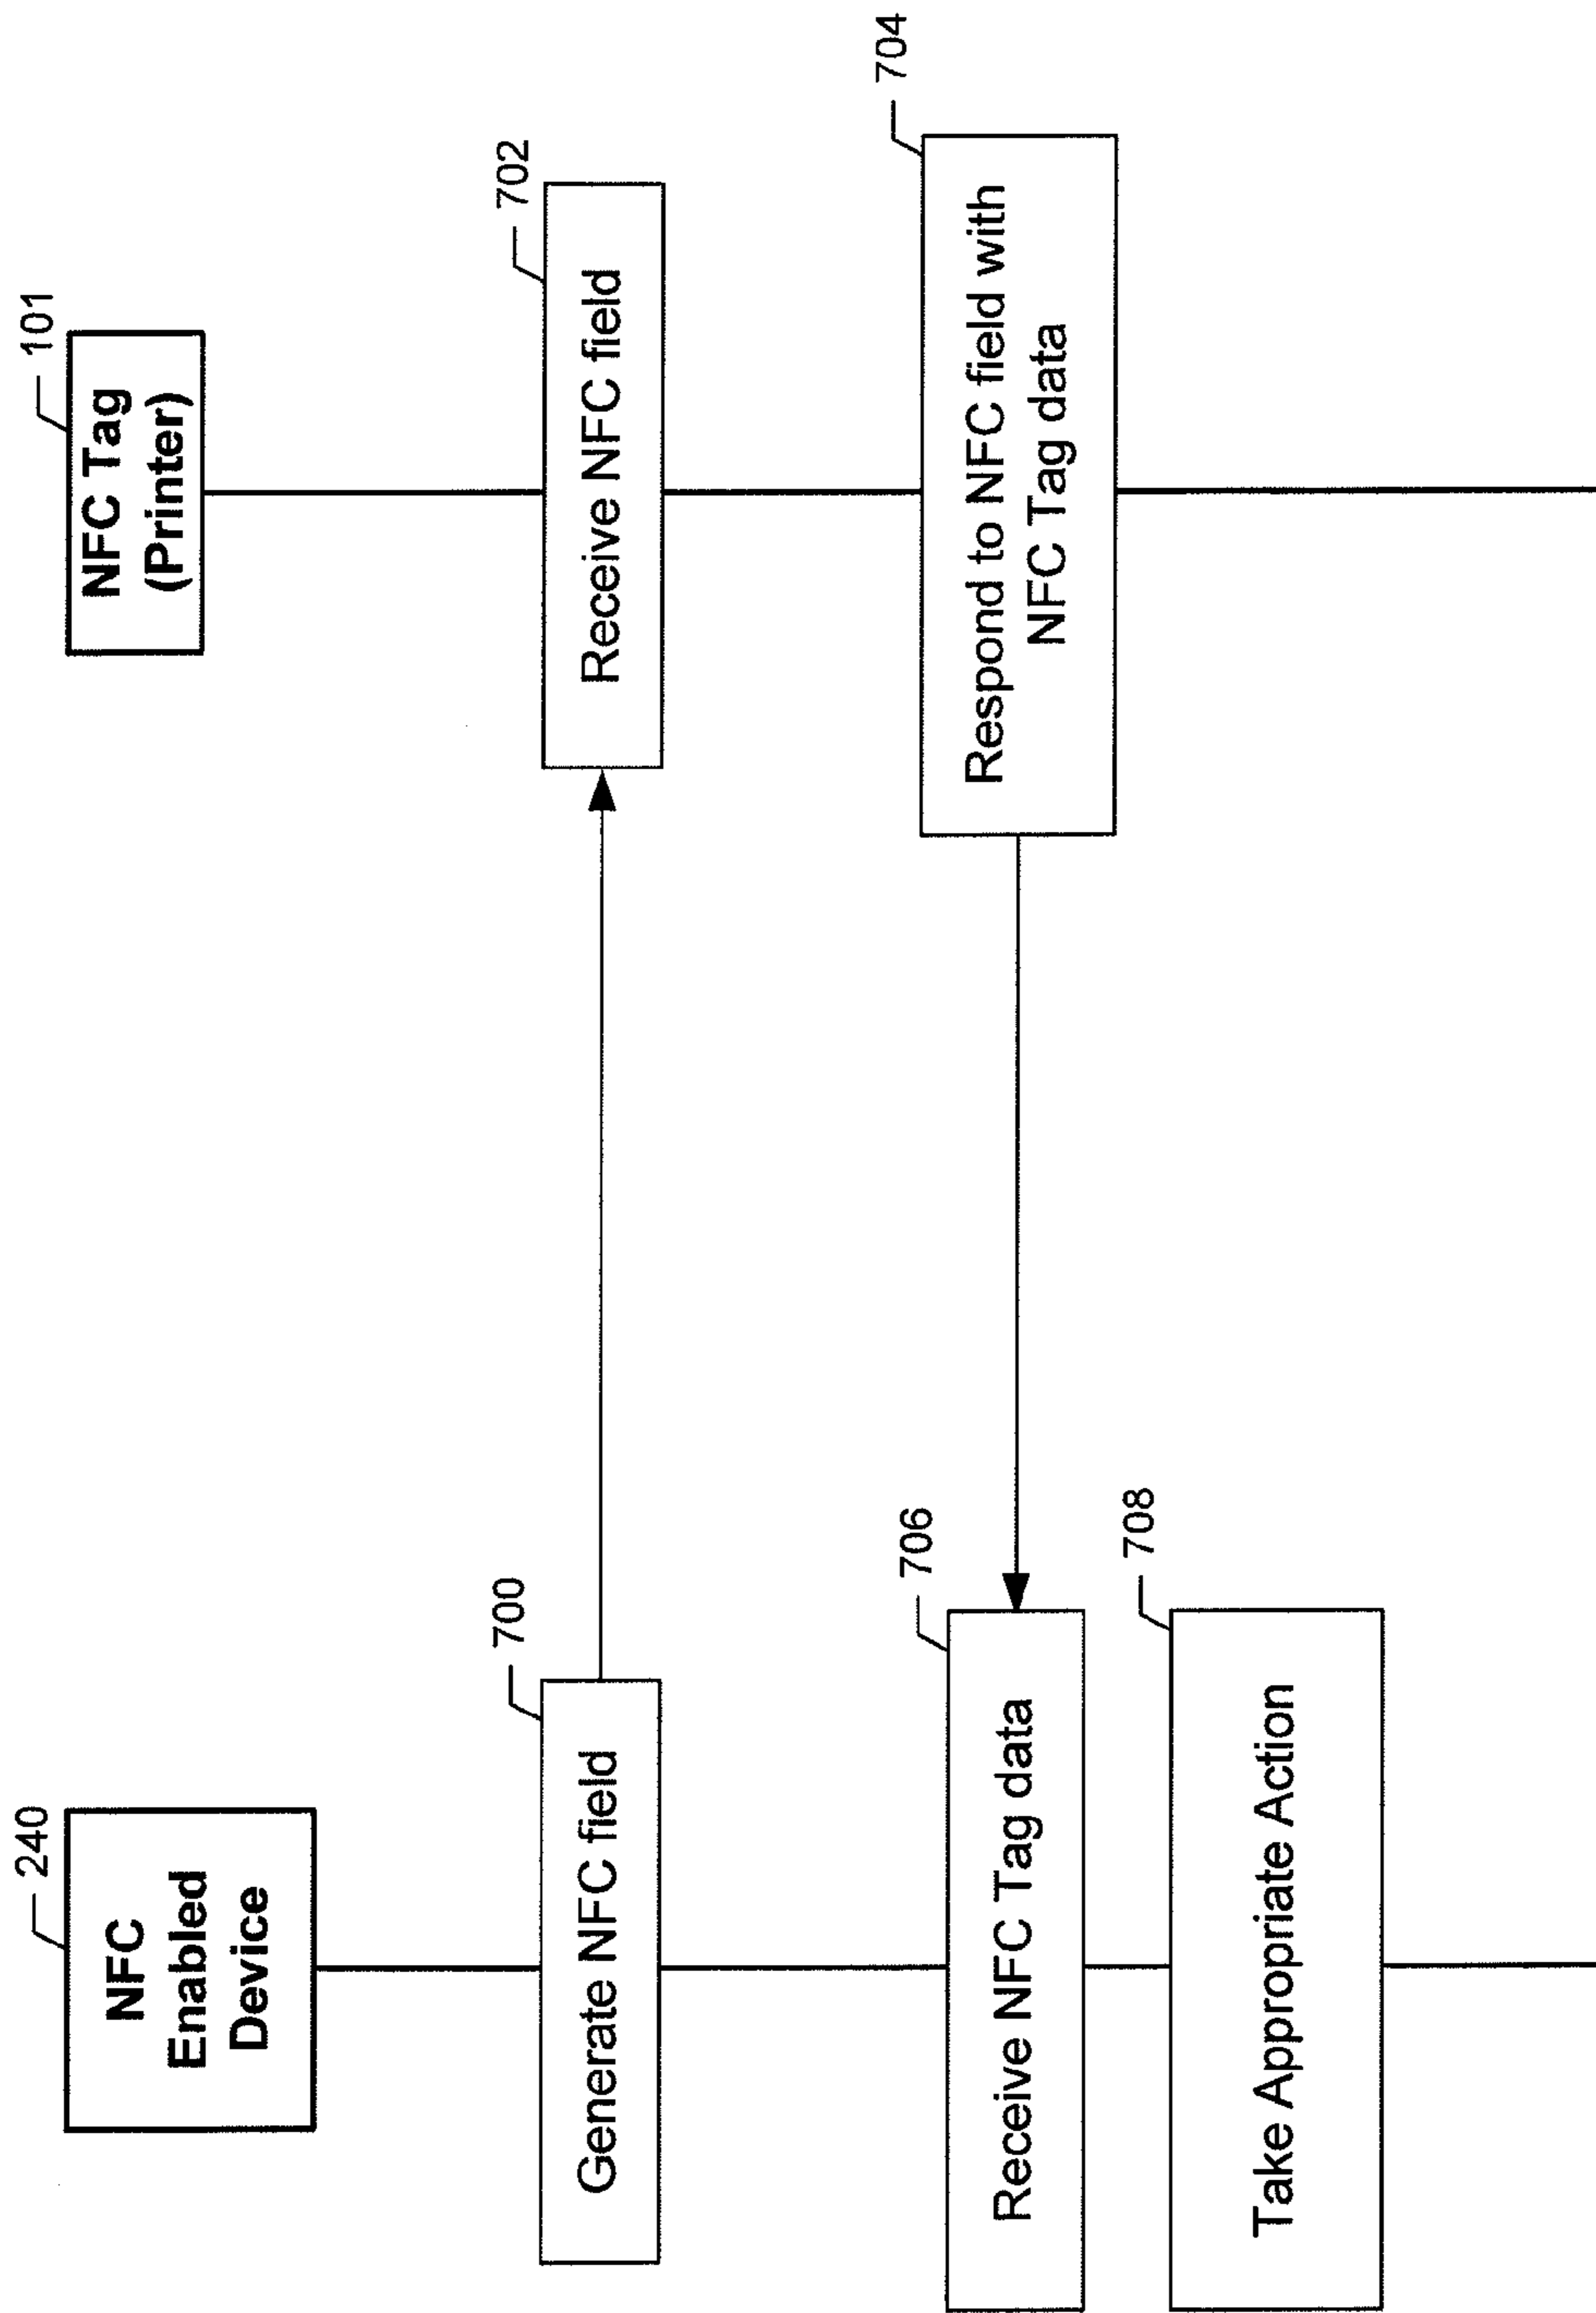 240
NFC
Enabled
Device
101
NFC Tag
(Printer)
700
Generate NFC field
702
Receive NFC field
704
Respond to NFC field with
NFC Tag data
706
Receive NFC Tag data
708
Take Appropriate Action